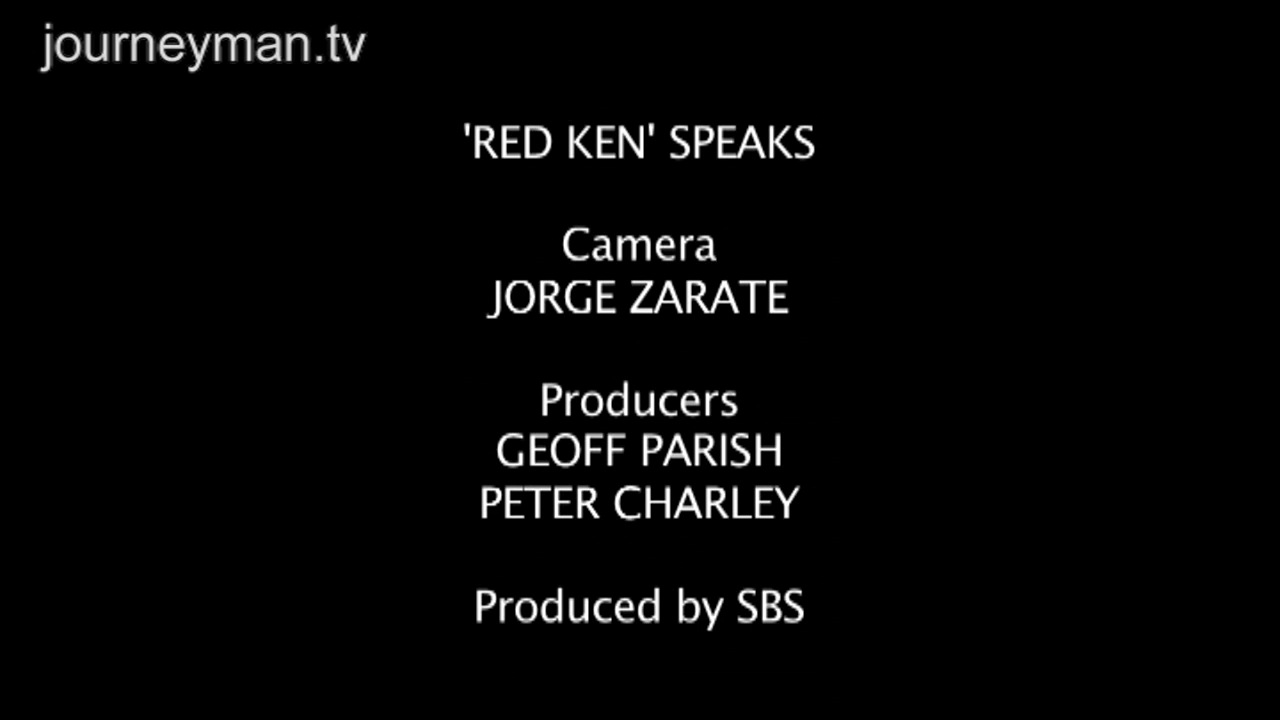 journeyman.tv
'RED KEN' SPEAKS
Camera
JORGE ZARATE
Producers
GEOFF PARISH
PETER CHARLEY
Produced by SBS